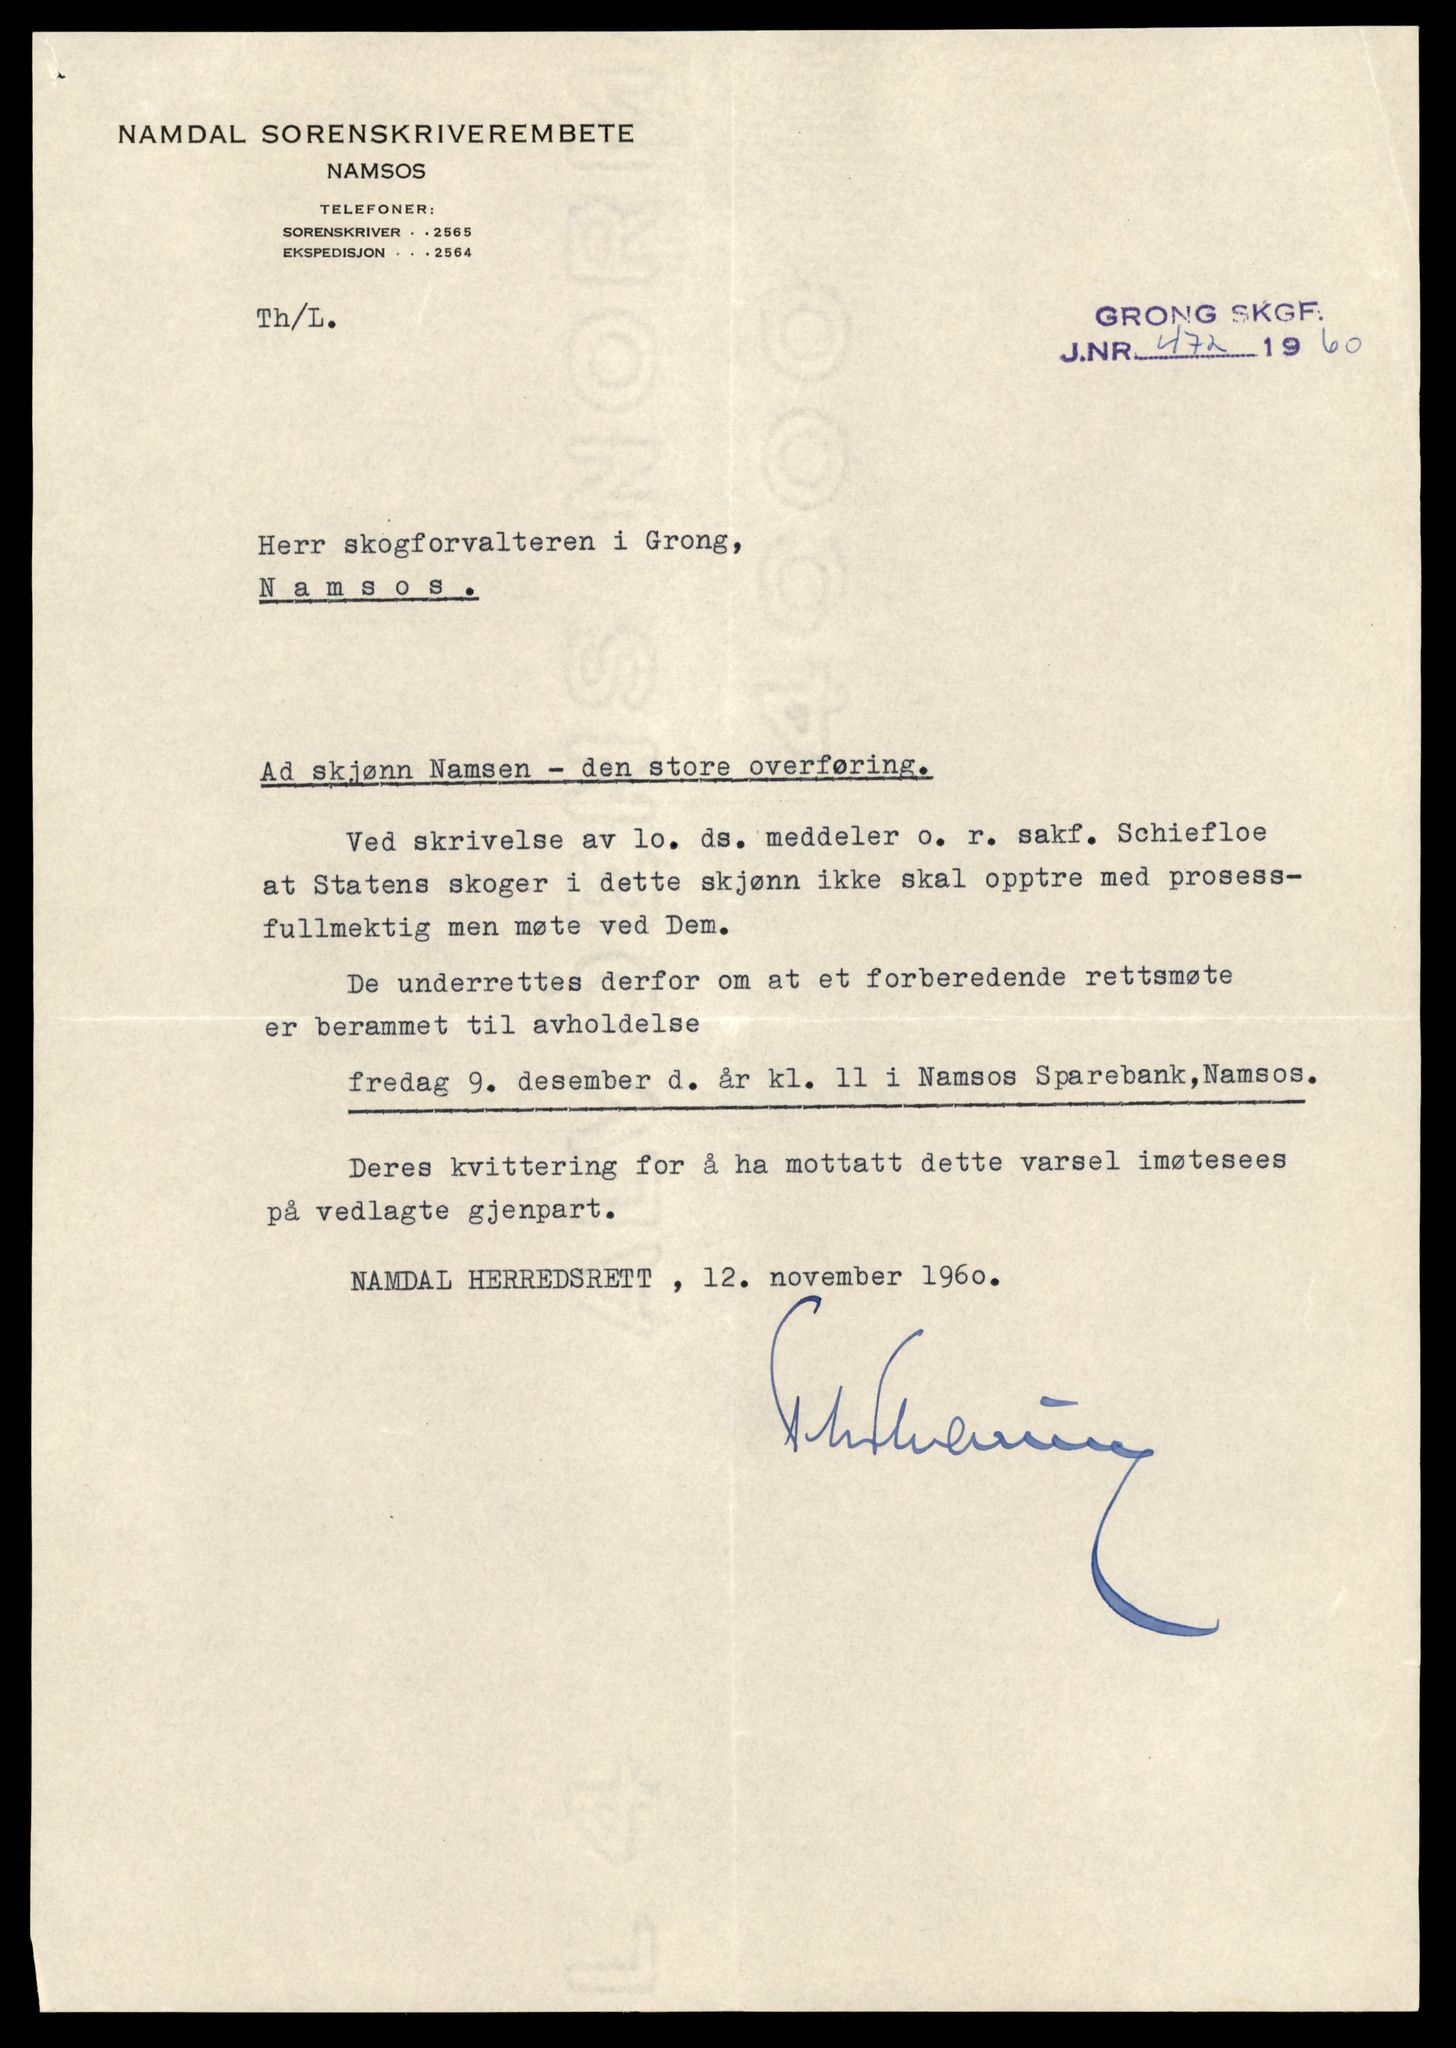 NAMDAL SORENSKRIVEREMBETE
NAMSOS
TELEFONER:
SORENSKRIVER . . 2565
EKSPEDISJON . . . 2564
Th/L.
GRONG SKGF.
J.NR. 472 1960
Herr skogforvalteren i Grong,
N a m s o s .
Ad skjønn Namsen - den store overføring.
Ved skrivelse av lo. ds. meddeler o. r. sakf. Schiefloe
at Statens skoger i dette skjønn ikke skal opptre med prosess-
fullmektig men møte ved Dem.
De underrettes derfor om at et forberedende rettsmøte
er berammet til avholdelse
fredag 9. desember d. år kl. 11 i Namsos Sparebank,Namsos.
Deres kvittering for å ha mottatt dette varsel imøtesees
på vedlagte gjenpart.
NAMDAL HERREDSRETT , 12. november 196o.